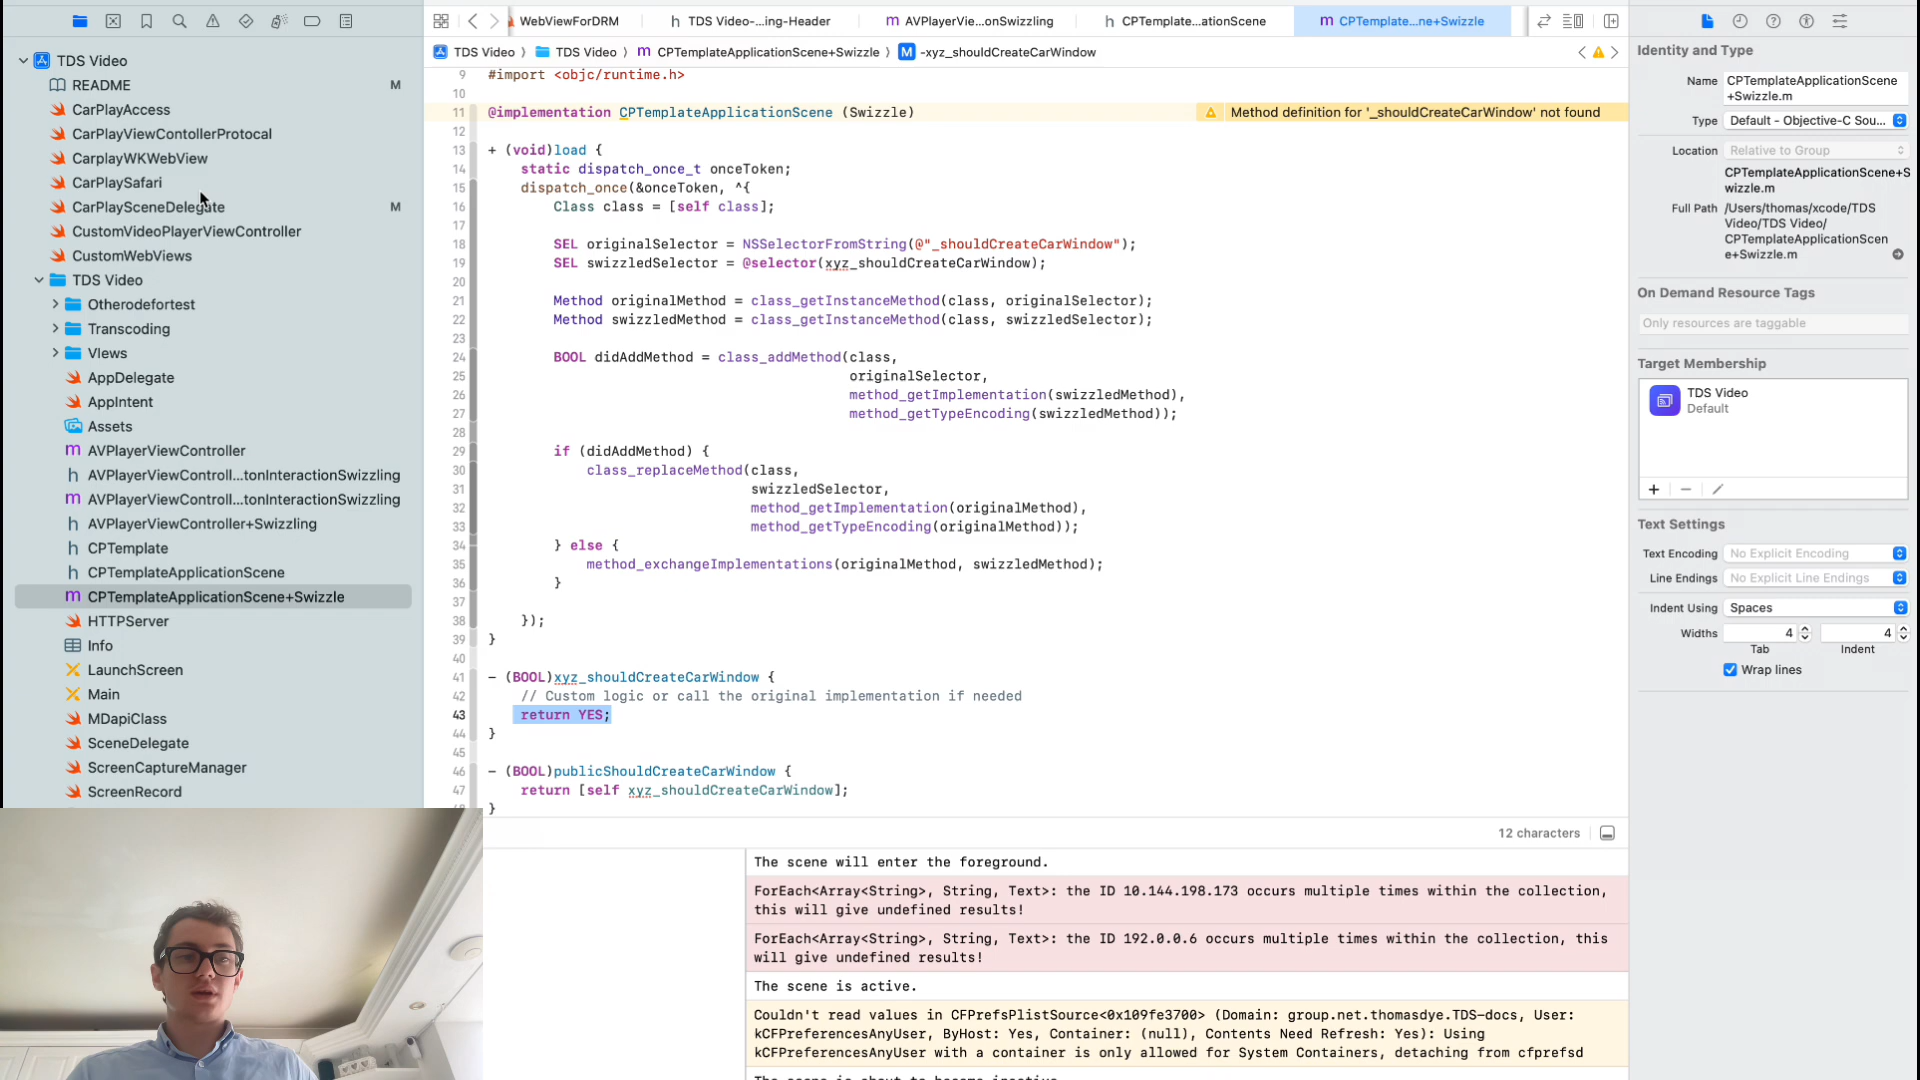 WebViewForDRM
TDS Video-...ing-Header
AVPlayerVie...onSwizzling
CPTemplate...ationScene
CPTemplate...ne+Swizzle
TDS Video
TDS Video
CPTemplateApplicationScene+Swizzle
M
-xyz_shouldCreateCarWindow
TDS Video
README
M
CarPlayAccess
CarPlayViewContollerProtocal
CarplayWKWebView
CarPlaySafari
CarPlaySceneDelegate
M
CustomVideoPlayerViewController
CustomWebViews
TDS Video
Otherodefortest
Transcoding
VIews
AppDelegate
AppIntent
Assets
m AVPlayerViewController
h AVPlayerViewControll...tonInteractionSwizzling
m AVPlayerViewControll...tonInteractionSwizzling
h AVPlayerViewController+Swizzling
h CPTemplate
h CPTemplateApplicationScene
m CPTemplateApplicationScene+Swizzle
HTTPServer
Info
LaunchScreen
Main
MDapiClass
SceneDelegate
ScreenCaptureManager
ScreenRecord
9 #import <objc/runtime.h>
10
11 @implementation CPTemplateApplicationScene (Swizzle)
Method definition for '_shouldCreateCarWindow' not found
12
13 + (void)load {
14 static dispatch_once_t onceToken;
15 dispatch_once(&onceToken, ^{
16 Class class = [self class];
17
18 SEL originalSelector = NSSelectorFromString(@"_shouldCreateCarWindow");
19 SEL swizzledSelector = @selector(xyz_shouldCreateCarWindow);
20
21 Method originalMethod = class_getInstanceMethod(class, originalSelector);
22 Method swizzledMethod = class_getInstanceMethod(class, swizzledSelector);
23
24 BOOL didAddMethod = class_addMethod(class,
25 originalSelector,
26 method_getImplementation(swizzledMethod),
27 method_getTypeEncoding(swizzledMethod));
28
29 if (didAddMethod) {
30 class_replaceMethod(class,
31 swizzledSelector,
32 method_getImplementation(originalMethod),
33 method_getTypeEncoding(originalMethod));
34 } else {
35 method_exchangeImplementations(originalMethod, swizzledMethod);
36 }
37
38 });
39 }
40
41 - (BOOL)xyz_shouldCreateCarWindow {
42 // Custom logic or call the original implementation if needed
43 return YES;
44 }
45
46 - (BOOL)publicShouldCreateCarWindow {
47 return [self xyz_shouldCreateCarWindow];
}
12 characters
The scene will enter the foreground.
ForEach<Array<String>, String, Text>: the ID 10.144.198.173 occurs multiple times within the collection,
this will give undefined results!
ForEach<Array<String>, String, Text>: the ID 192.0.0.6 occurs multiple times within the collection, this
will give undefined results!
The scene is active.
Couldn't read values in CFPrefsPlistSource<0x109fe3700> (Domain: group.net.thomasdye.TDS-docs, User:
kCFPreferencesAnyUser, ByHost: Yes, Container: (null), Contents Need Refresh: Yes): Using
kCFPreferencesAnyUser with a container is only allowed for System Containers, detaching from cfprefsd
Identity and Type
Name CPTemplateApplicationScene
+Swizzle.m
Type Default - Objective-C Sou...
Location Relative to Group
CPTemplateApplicationScene+S
wizzle.m
Full Path /Users/thomas/xcode/TDS
Video/TDS Video/
CPTemplateApplicationScen
e+Swizzle.m
On Demand Resource Tags
Only resources are taggable
Target Membership
TDS Video
Default
Text Settings
Text Encoding No Explicit Encoding
Line Endings No Explicit Line Endings
Indent Using Spaces
Widths 4 4
Tab Indent
Wrap lines